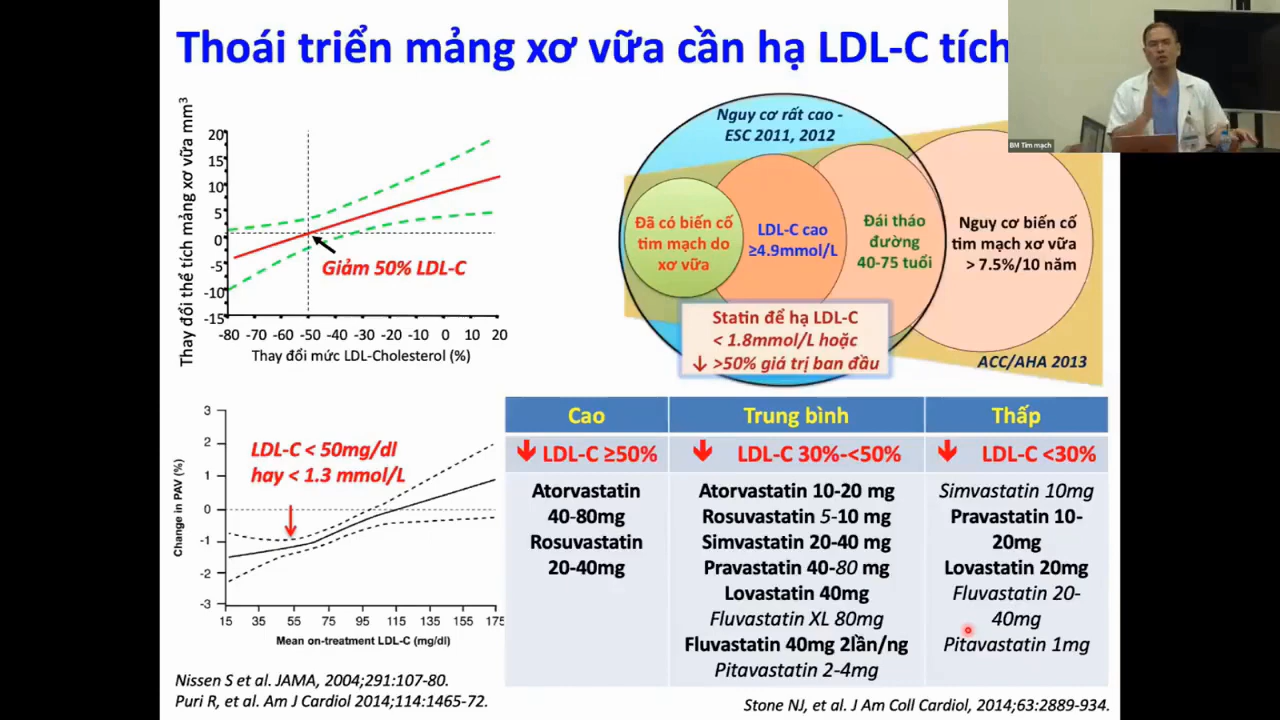 Thoái triển mảng xơ vữa cần hạ LDL-C tích
BM Tim mạch
Thay đổi thể tích mảng xơ vữa mm³
20
15
10
5
0
-5
-10
-15
Giảm 50% LDL-C
-80 -70 -60 -50 -40 -30 -20 -10 0 10 20
Thay đổi mức LDL-Cholesterol (%)
Nguy cơ rất cao -
ESC 2011, 2012
Đã có biến cố
tim mạch do
xơ vữa
LDL-C cao
≥4.9mmol/L
Đái tháo
đường
40-75 tuổi
Nguy cơ biến cố
tim mạch xơ vữa
> 7.5%/10 năm
Statin để hạ LDL-C
< 1.8mmol/L hoặc
↓ >50% giá trị ban đầu
ACC/AHA 2013
Change in PAV (%)
3
2
1
0
-1
-2
-3
LDL-C < 50mg/dl
hay < 1.3 mmol/L
15 35 55 75 95 115 135 155 175
Mean on-treatment LDL-C (mg/dl)
Cao
Trung bình
Thấp
↓ LDL-C ≥50%
↓ LDL-C 30%-<50%
↓ LDL-C <30%
Atorvastatin
40-80mg
Rosuvastatin
20-40mg
Atorvastatin 10-20 mg
Rosuvastatin 5-10 mg
Simvastatin 20-40 mg
Pravastatin 40-80 mg
Lovastatin 40mg
Fluvastatin XL 80mg
Fluvastatin 40mg 2lần/ng
Pitavastatin 2-4mg
Simvastatin 10mg
Pravastatin 10-
20mg
Lovastatin 20mg
Fluvastatin 20-
40mg
Pitavastatin 1mg
Nissen S et al. JAMA, 2004;291:107-80.
Puri R, et al. Am J Cardiol 2014;114:1465-72.
Stone NJ, et al. J Am Coll Cardiol, 2014;63:2889-934.